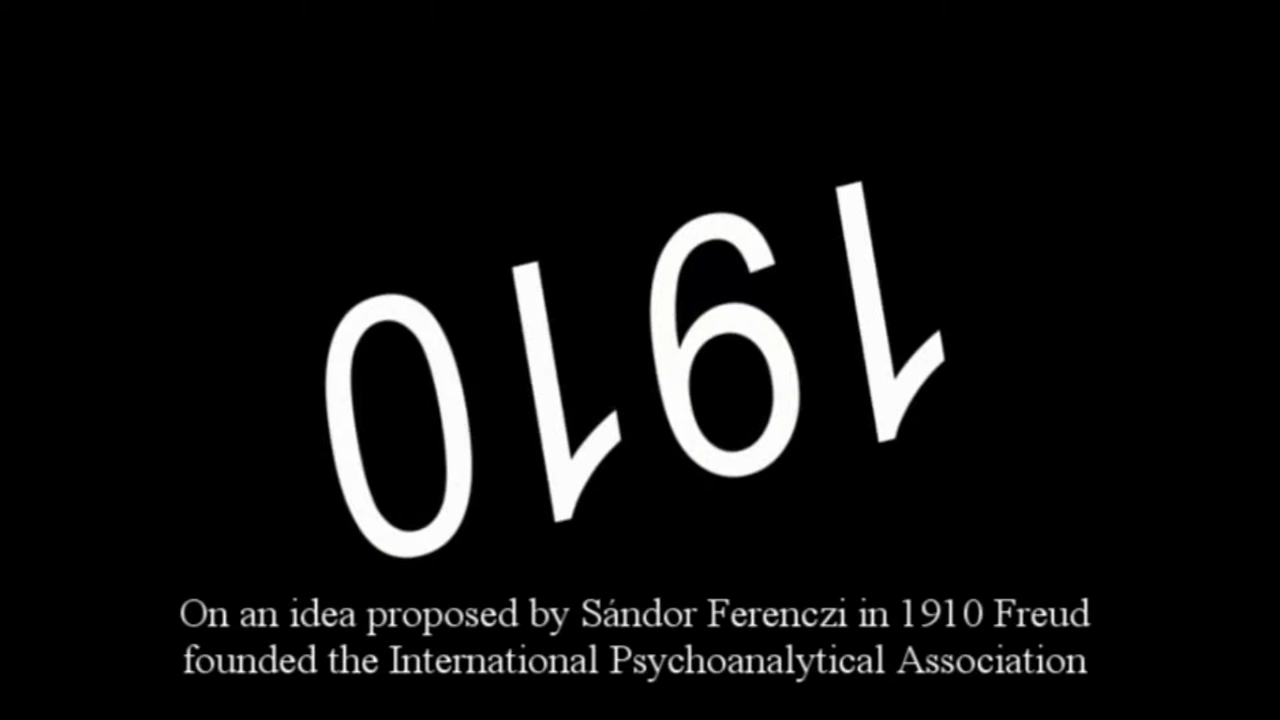 1910
On an idea proposed by Sándor Ferenczi in 1910 Freud
founded the International Psychoanalytical Association